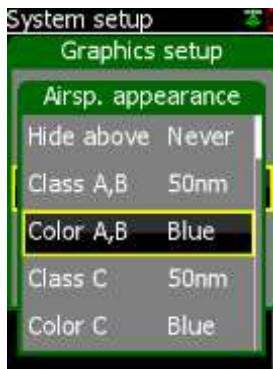 System setup
Graphics setup
Airsp. appearance
Hide above Never
Class A,B 50nm
Color A,B Blue
Class C 50nm
Color C Blue